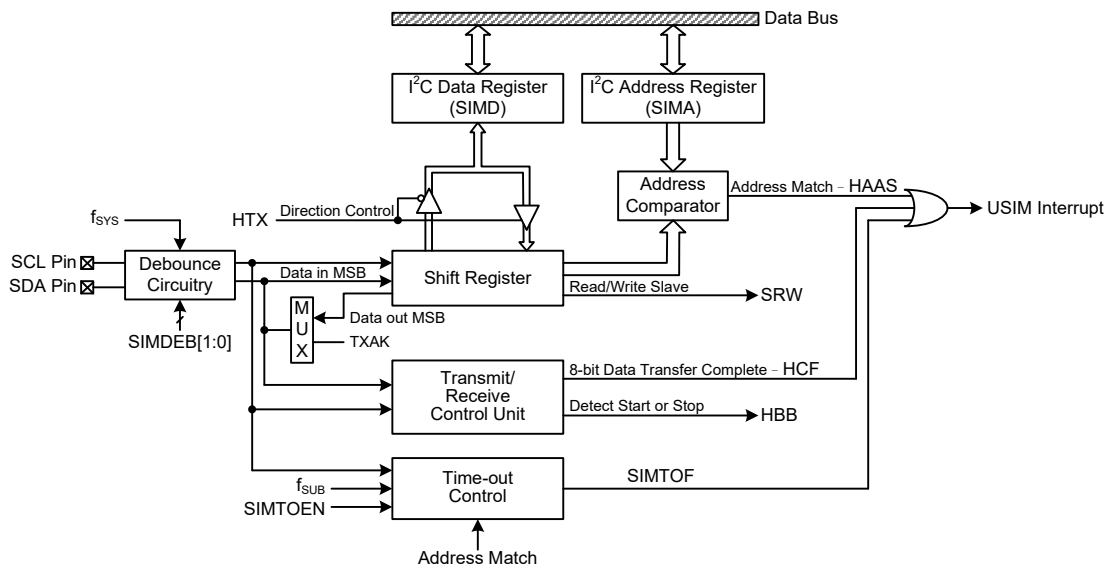 Data Bus
I²C Data Register
(SIMD)
I²C Address Register
(SIMA)
Address
Comparator
Address Match – HAAS
USIM Interrupt
HTX
Direction Control
fSYS
SCL Pin
SDA Pin
Debounce
Circuitry
SIMDEB[1:0]
Data in MSB
Shift Register
Read/Write Slave
SRW
M
U
X
Data out MSB
TXAK
Transmit/
Receive
Control Unit
8-bit Data Transfer Complete – HCF
Detect Start or Stop
HBB
fSUB
SIMTOEN
Time-out
Control
SIMTOF
Address Match